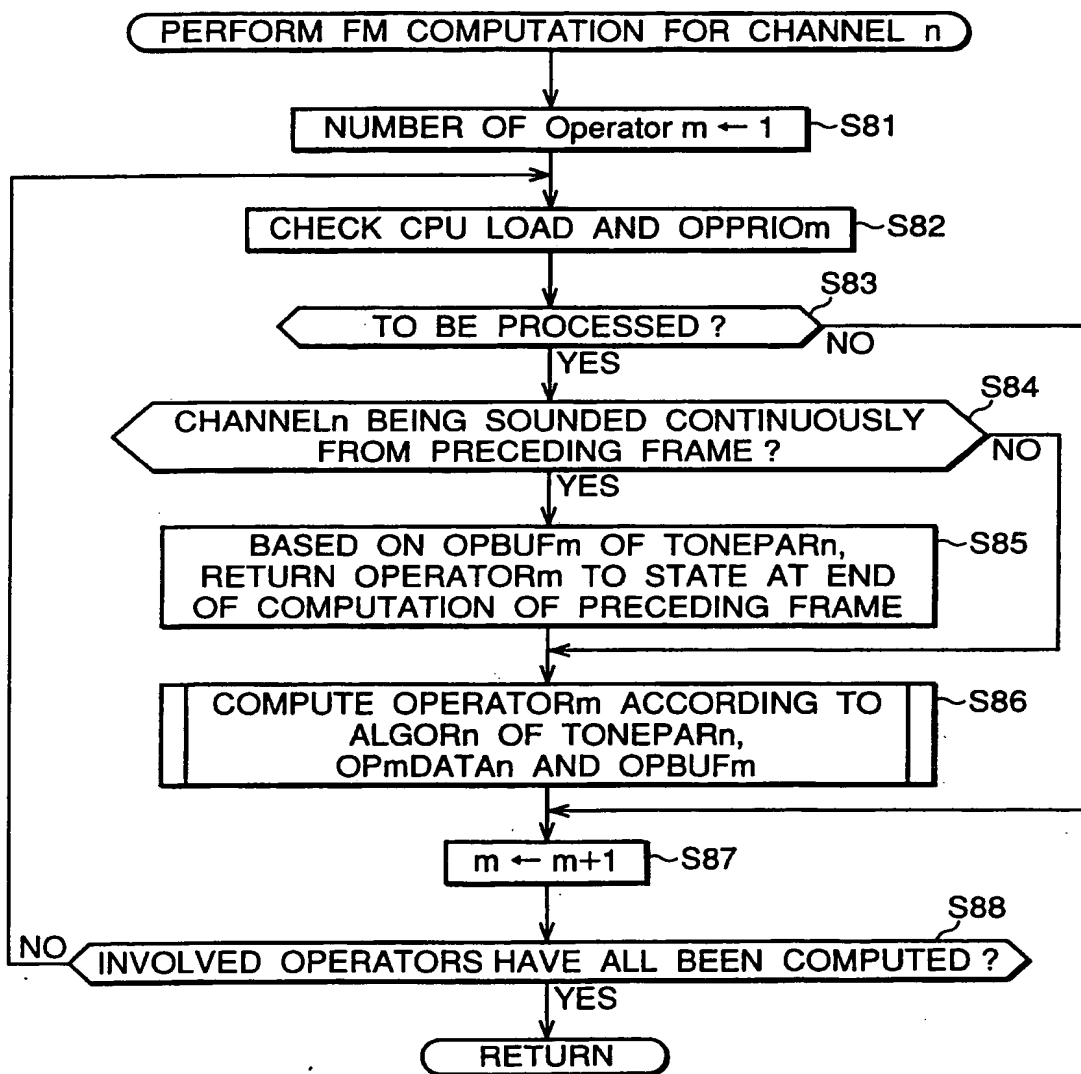 PERFORM FM COMPUTATION FOR CHANNEL n
NUMBER OF Operator m ← 1
S81
CHECK CPU LOAD AND OPPRIOm
S82
S83
TO BE PROCESSED ?
NO
YES
S84
CHANNELn BEING SOUNDED CONTINUOUSLY
FROM PRECEDING FRAME ?
NO
YES
BASED ON OPBUFm OF TONEPARn,
RETURN OPERATORm TO STATE AT END
OF COMPUTATION OF PRECEDING FRAME
S85
COMPUTE OPERATORm ACCORDING TO
ALGORn OF TONEPARn,
OPmDATAn AND OPBUFm
S86
m ← m+1
S87
S88
NO
INVOLVED OPERATORS HAVE ALL BEEN COMPUTED ?
YES
RETURN